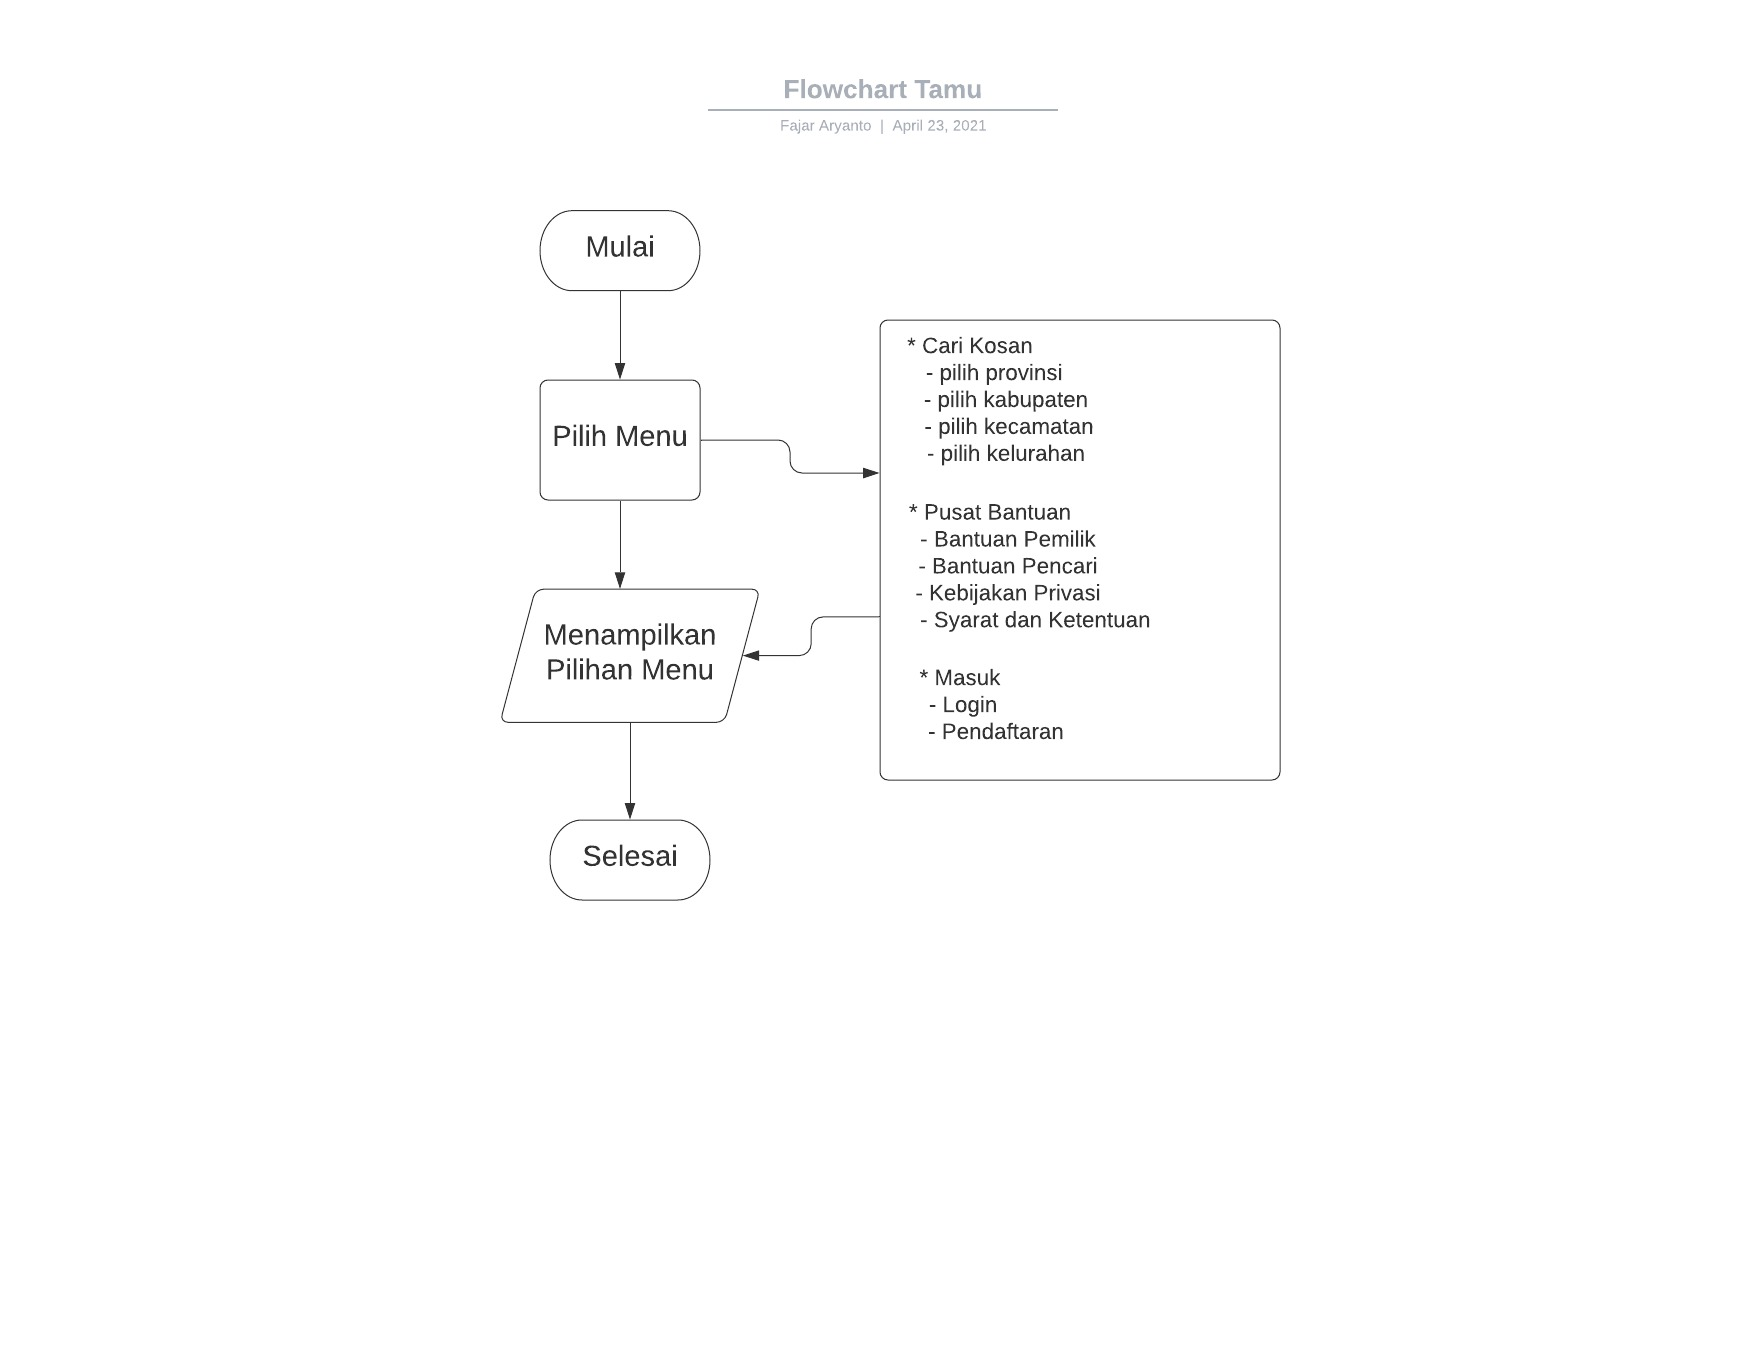 Flowchart Tamu
Fajar Aryanto | April 23, 2021
Mulai
Pilih Menu
* Cari Kosan
- pilih provinsi
- pilih kabupaten
- pilih kecamatan
- pilih kelurahan
* Pusat Bantuan
- Bantuan Pemilik
- Bantuan Pencari
- Kebijakan Privasi
- Syarat dan Ketentuan
* Masuk
- Login
- Pendaftaran
Menampilkan
Pilihan Menu
Selesai